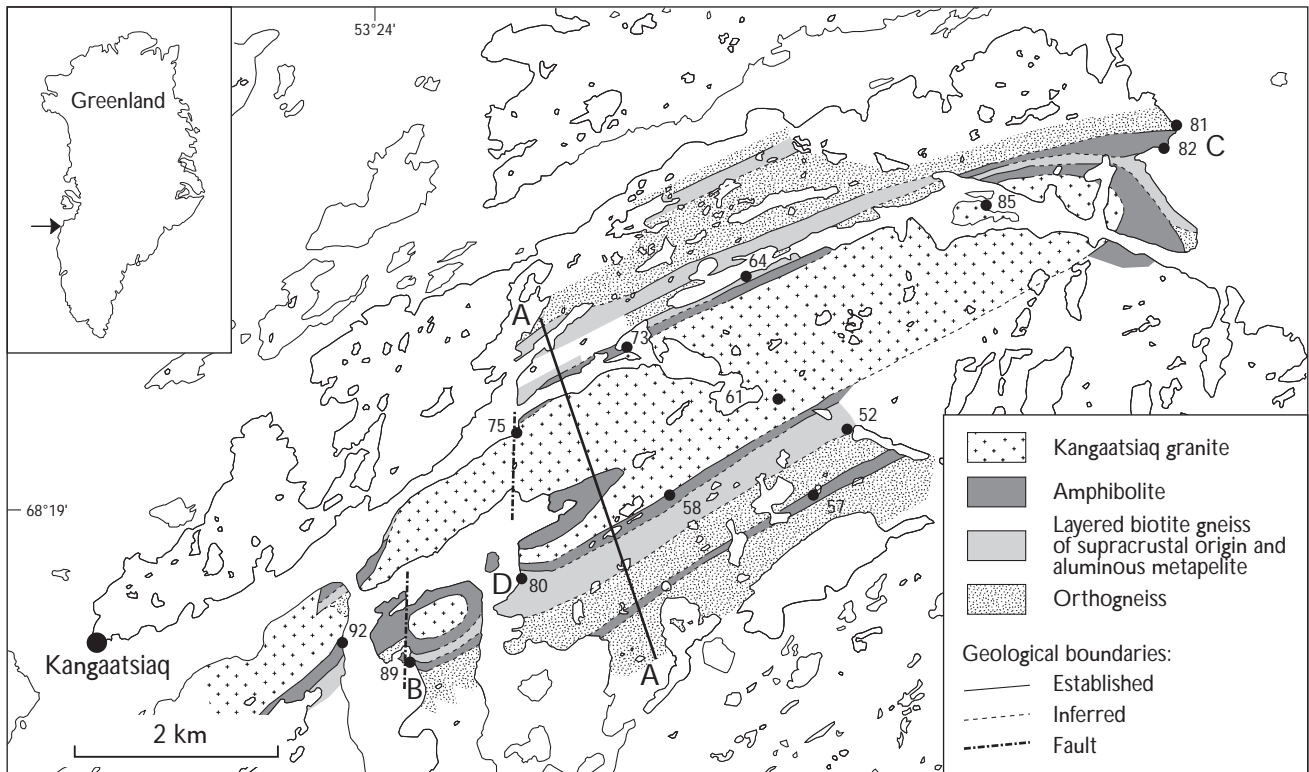 Greenland
53°24'
81
82 C
85
64
A
73
61
75
52
58
57
68°19'
D 80
92
Kangaatsiaq
89 B
A
2 km
Kangaatsiaq granite
Amphibolite
Layered biotite gneiss
of supracrustal origin and
aluminous metapelite
Orthogneiss
Geological boundaries:
Established
Inferred
Fault